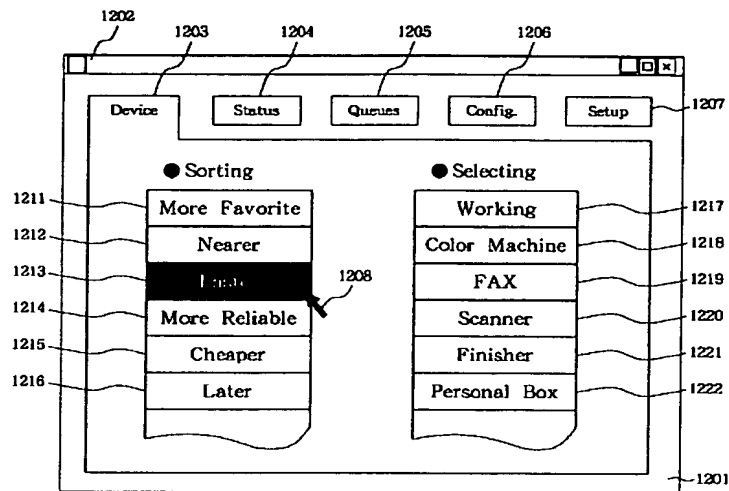 1202
1203
1204
1205
1206
1207
Device
Status
Queues
Config.
Setup
● Sorting
● Selecting
1211
More Favorite
Working
1217
1212
Nearer
Color Machine
1218
1213
1208
FAX
1219
1214
More Reliable
Scanner
1220
1215
Cheaper
Finisher
1221
1216
Later
Personal Box
1222
1201